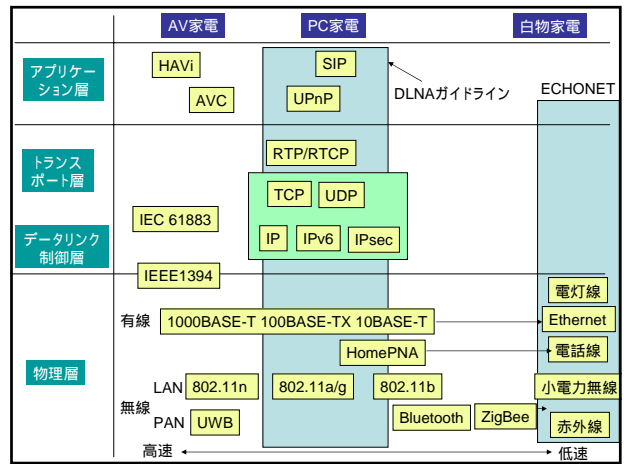 AV家電
PC家電
白物家電
アプリケー
ション層
HAVi
SIP
AVC
UPnP
DLNAガイドライン
ECHONET
トランス
ポート層
RTP/RTCP
TCP
UDP
IEC 61883
データリンク
制御層
IP
IPv6
IPsec
IEEE1394
物理層
電灯線
有線
1000BASE-T 100BASE-TX 10BASE-T
Ethernet
HomePNA
電話線
無線
LAN
802.11n
802.11a/g
802.11b
小電力無線
PAN
UWB
Bluetooth
ZigBee
赤外線
高速
低速